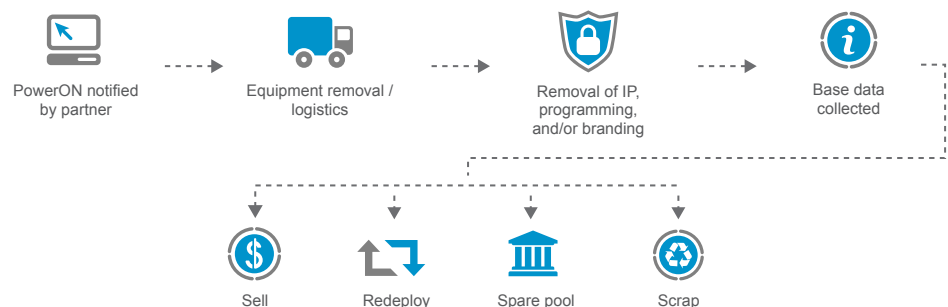 PowerON notified
by partner
Equipment removal /
logistics
Removal of IP,
programming,
and/or branding
Base data
collected
Sell
Redeploy
Spare pool
Scrap